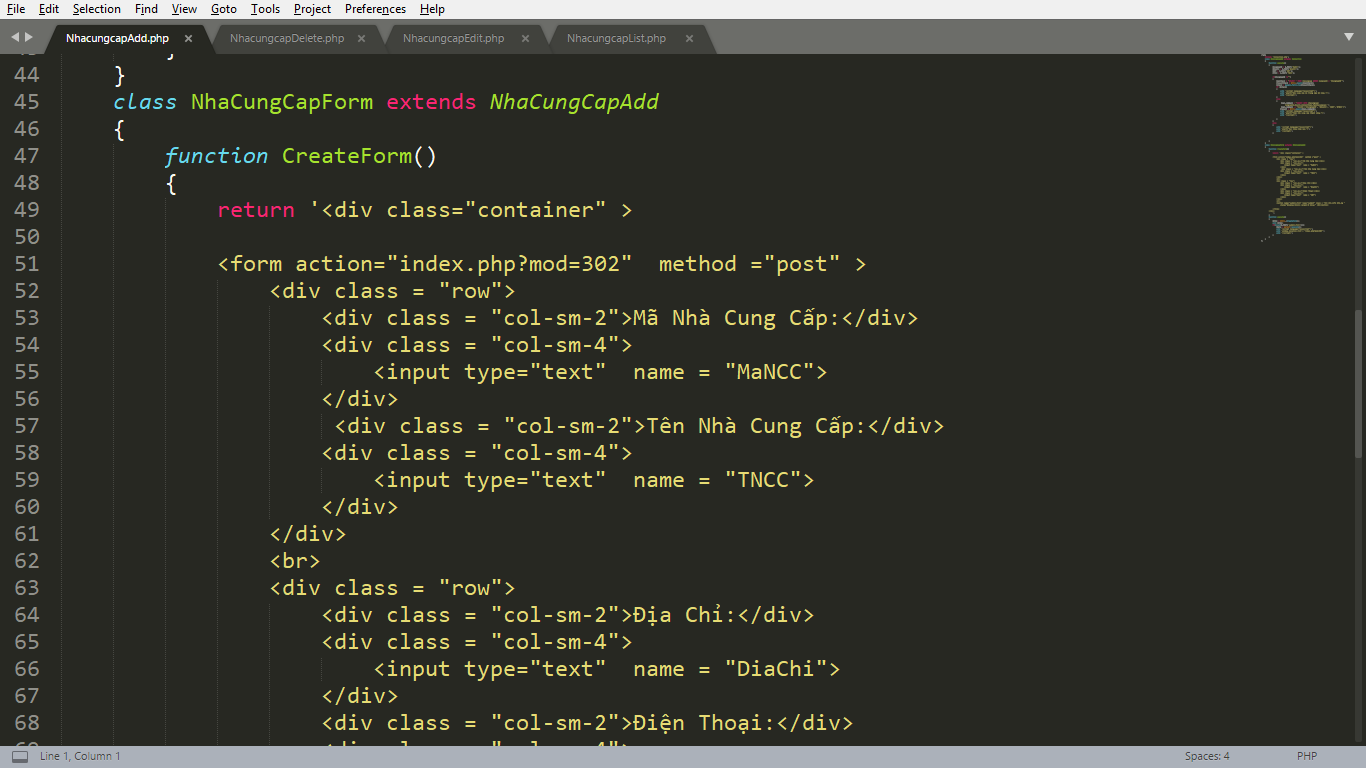 File Edit Selection Find View Goto Tools Project Preferences Help
NhacungcapAdd.php × NhacungcapDelete.php × NhacungcapEdit.php × NhacungcapList.php ×
44 }
45 class NhaCungCapForm extends NhaCungCapAdd
46 {
47 function CreateForm()
48 {
49 return '<div class="container" >
50
51 <form action="index.php?mod=302"  method ="post" >
52 <div class = "row">
53 <div class = "col-sm-2">Mã Nhà Cung Cấp:</div>
54 <div class = "col-sm-4">
55 <input type="text"  name = "MaNCC">
56 </div>
57 <div class = "col-sm-2">Tên Nhà Cung Cấp:</div>
58 <div class = "col-sm-4">
59 <input type="text"  name = "TNCC">
60 </div>
61 </div>
62 <br>
63 <div class = "row">
64 <div class = "col-sm-2">Địa Chỉ:</div>
65 <div class = "col-sm-4">
66 <input type="text"  name = "DiaChi">
67 </div>
68 <div class = "col-sm-2">Điện Thoại:</div>
Line 1, Column 1 Spaces: 4 PHP